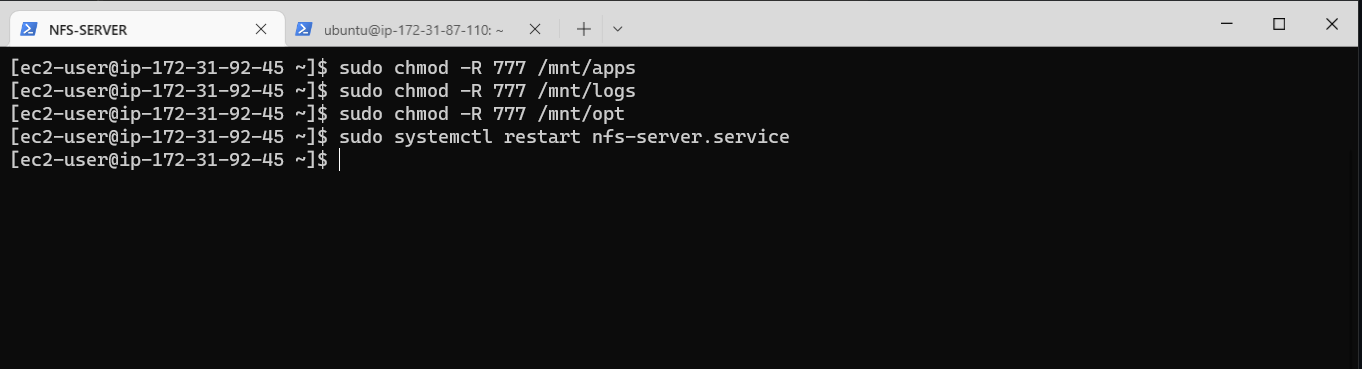 NFS-SERVER
ubuntu@ip-172-31-87-110: ~
[ec2-user@ip-172-31-92-45 ~]$ sudo chmod -R 777 /mnt/apps
[ec2-user@ip-172-31-92-45 ~]$ sudo chmod -R 777 /mnt/logs
[ec2-user@ip-172-31-92-45 ~]$ sudo chmod -R 777 /mnt/opt
[ec2-user@ip-172-31-92-45 ~]$ sudo systemctl restart nfs-server.service
[ec2-user@ip-172-31-92-45 ~]$